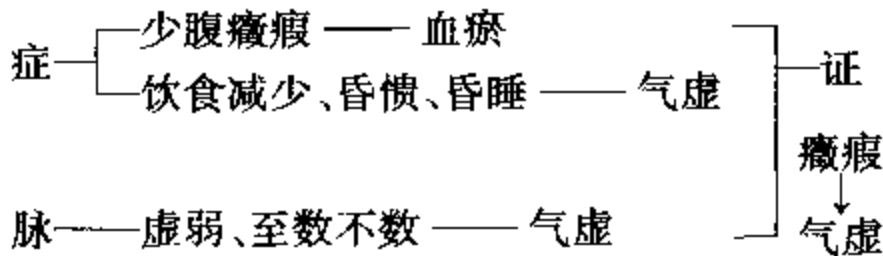 少腹癥瘕 血瘀
症 证
饮食减少、昏愦、昏睡 气虚
癥瘕
脉 虚弱、至数不数 气虚 气虚